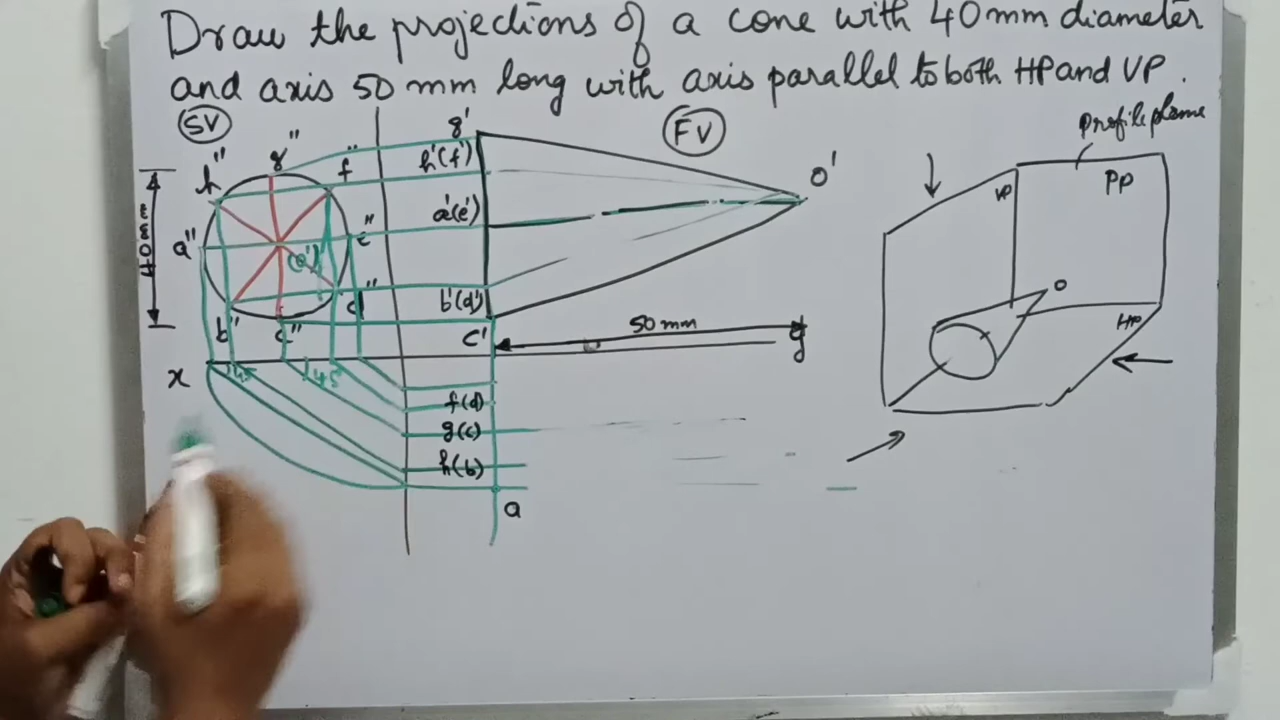 Draw the projections of a cone with 40mm diameter
and axis 50 mm long with axis parallel to both HP and VP.
SV
FV
profile plane
g"
g'
h"
f"
h'(f')
O'
VP
PP
a"
e"
a'(e')
(o')
40mm
d"
b'(d')
O
HP
b"
c"
c'
50 mm
y
x
45
45
f(d)
g(c)
h(b)
a